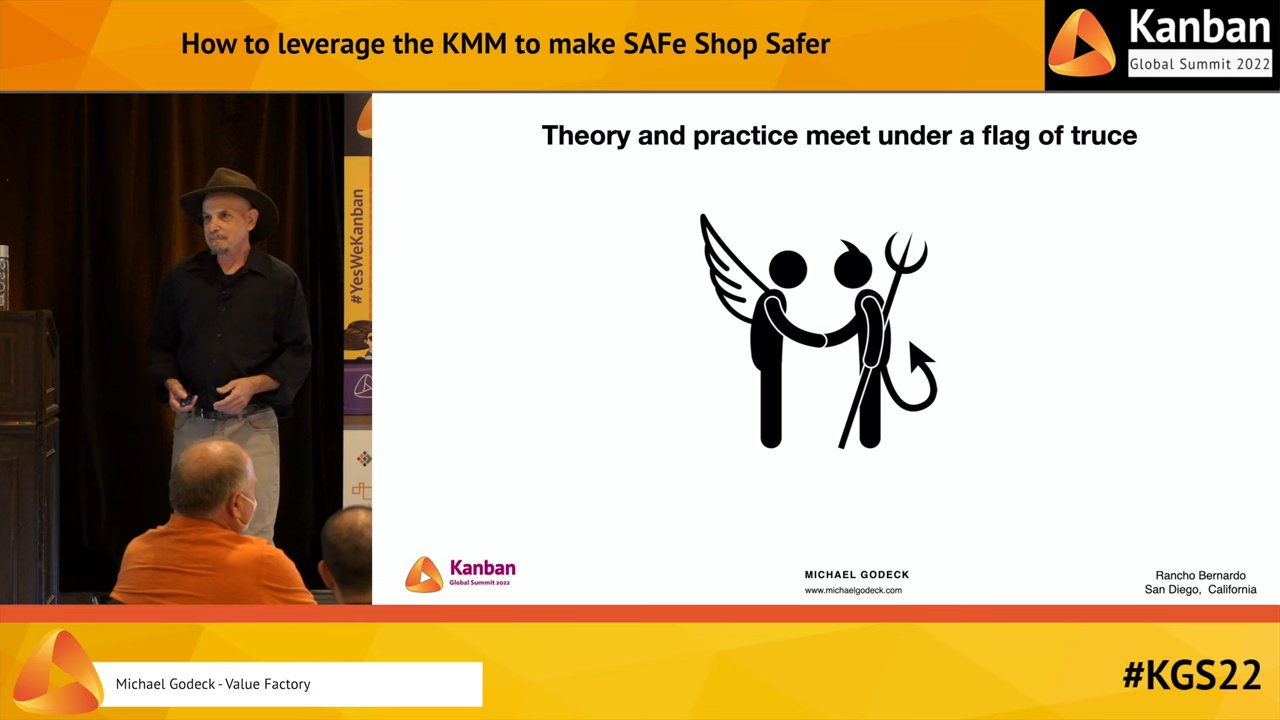 How to leverage the KMM to make SAFe Shop Safer
Kanban
Global Summit 2022
#YesWeKanban
Theory and practice meet under a flag of truce
Kanban
Global Summit 2022
MICHAEL GODECK
www.michaelgodeck.com
Rancho Bernardo
San Diego, California
Michael Godeck - Value Factory
#KGS22